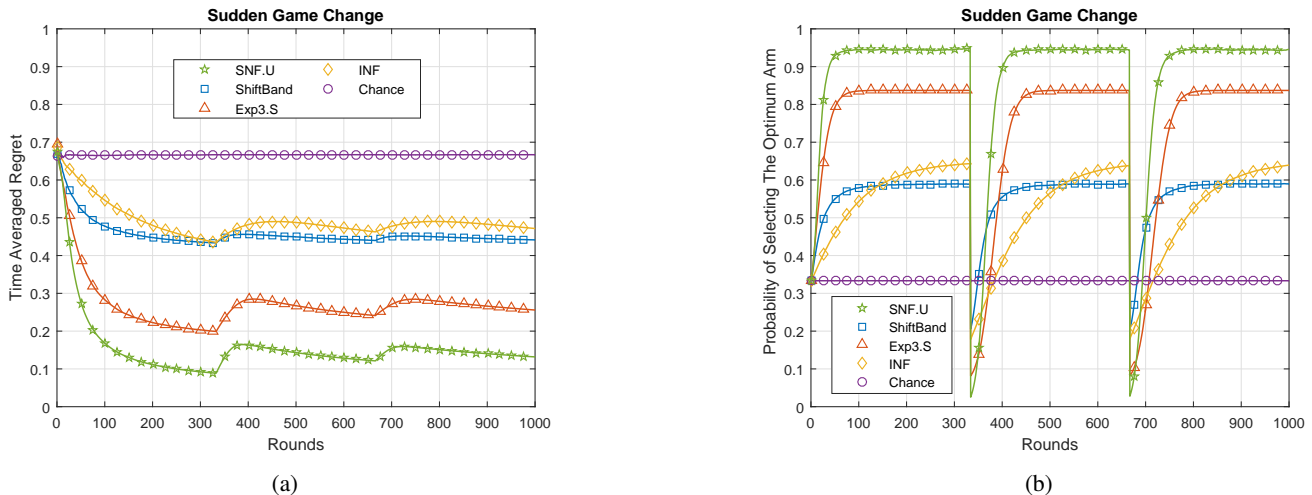 Sudden Game Change
1
0.9
0.8
0.7
0.6
0.5
0.4
0.3
0.2
0.1
0
Time Averaged Regret
SNF.U
ShiftBand
Exp3.S
INF
Chance
0 100 200 300 400 500 600 700 800 900 1000
Rounds
(a)
Sudden Game Change
1
0.9
0.8
0.7
0.6
0.5
0.4
0.3
0.2
0.1
0
Probability of Selecting The Optimum Arm
SNF.U
ShiftBand
Exp3.S
INF
Chance
0 100 200 300 400 500 600 700 800 900 1000
Rounds
(b)